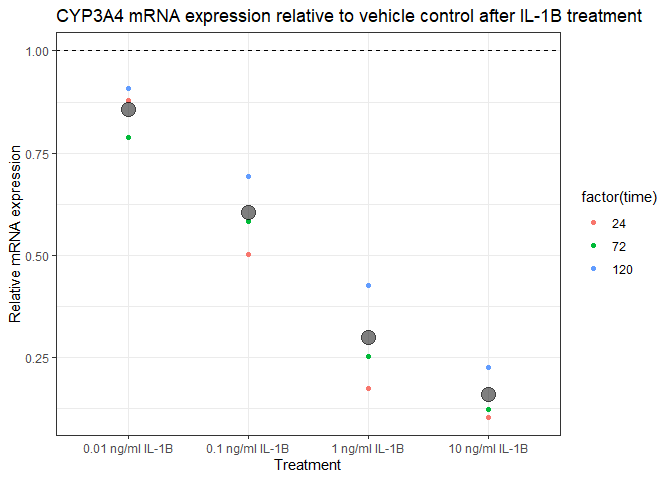 CYP3A4 mRNA expression relative to vehicle control after IL-1B treatment
1.00
0.75
0.50
0.25
Relative mRNA expression
0.01 ng/ml IL-1B
0.1 ng/ml IL-1B
1 ng/ml IL-1B
10 ng/ml IL-1B
Treatment
factor(time)
24
72
120